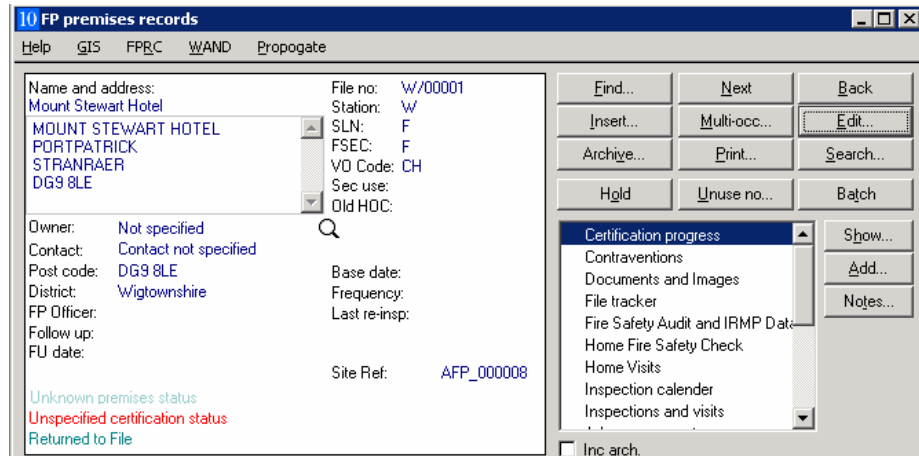 10 FP premises records
Help GIS FPRC WAND Propogate
Name and address:
Mount Stewart Hotel
MOUNT STEWART HOTEL
PORTPATRICK
STRANRAER
DG9 8LE
File no: W/00001
Station: W
SLN: F
FSEC: F
VO Code: CH
Sec use:
Old HOC:
Owner: Not specified
Contact: Contact not specified
Post code: DG9 8LE
District: Wigtownshire
FP Officer:
Follow up:
FU date:
Base date:
Frequency:
Last re-insp:
Site Ref: AFP_000008
Unknown premises status
Unspecified certification status
Returned to File
Find... Next Back
Insert... Multi-occ... Edit...
Archive... Print... Search...
Hold Unuse no... Batch
Certification progress
Contraventions
Documents and Images
File tracker
Fire Safety Audit and IRMP Data
Home Fire Safety Check
Home Visits
Inspection calender
Inspections and visits
Show...
Add...
Notes...
Inc arch.